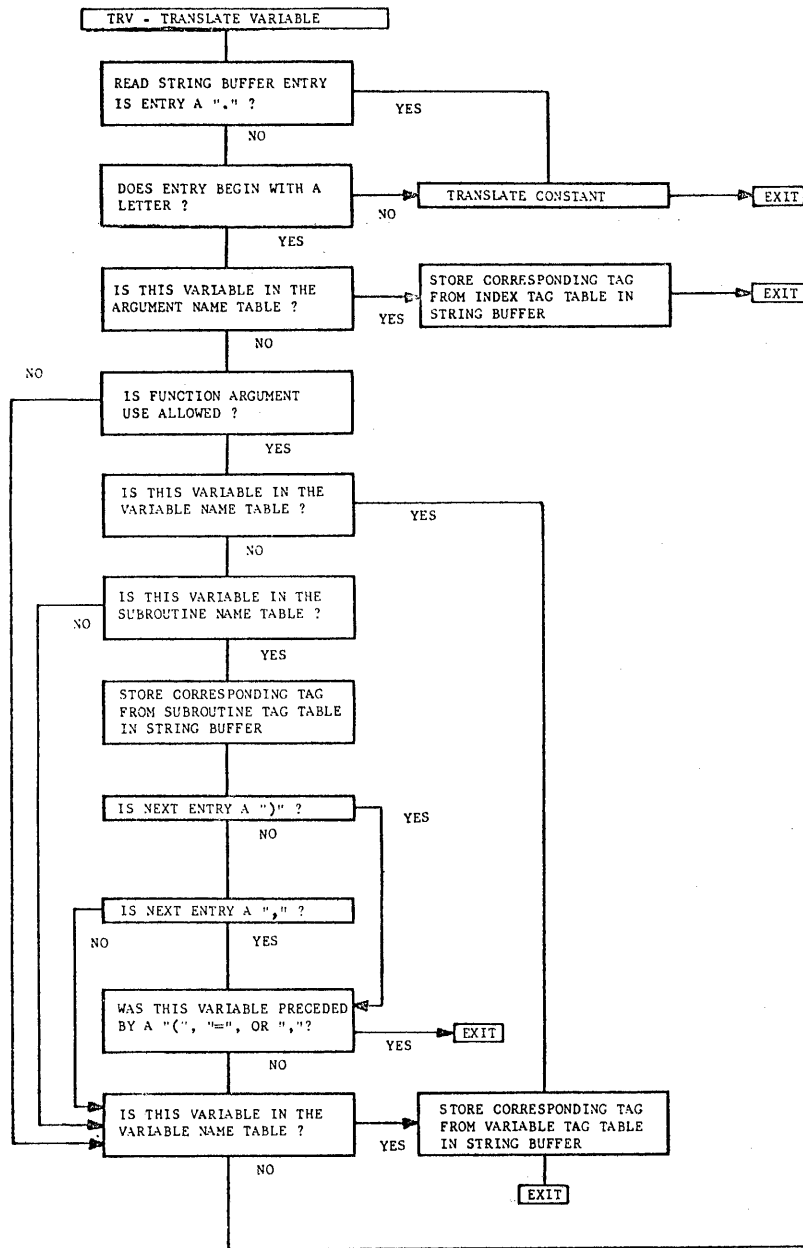 TRV - TRANSLATE VARIABLE
READ STRING BUFFER ENTRY
IS ENTRY A "." ?
YES
NO
DOES ENTRY BEGIN WITH A
LETTER ?
NO
TRANSLATE CONSTANT
EXIT
YES
IS THIS VARIABLE IN THE
ARGUMENT NAME TABLE ?
YES
STORE CORRESPONDING TAG
FROM INDEX TAG TABLE IN
STRING BUFFER
EXIT
NO
NO
IS FUNCTION ARGUMENT
USE ALLOWED ?
YES
IS THIS VARIABLE IN THE
VARIABLE NAME TABLE ?
YES
NO
IS THIS VARIABLE IN THE
SUBROUTINE NAME TABLE ?
NO
YES
STORE CORRESPONDING TAG
FROM SUBROUTINE TAG TABLE
IN STRING BUFFER
IS NEXT ENTRY A ")" ?
YES
NO
IS NEXT ENTRY A "," ?
NO
YES
WAS THIS VARIABLE PRECEDED
BY A "(", "=", OR ","?
YES
EXIT
NO
IS THIS VARIABLE IN THE
VARIABLE NAME TABLE ?
YES
STORE CORRESPONDING TAG
FROM VARIABLE TAG TABLE
IN STRING BUFFER
NO
EXIT